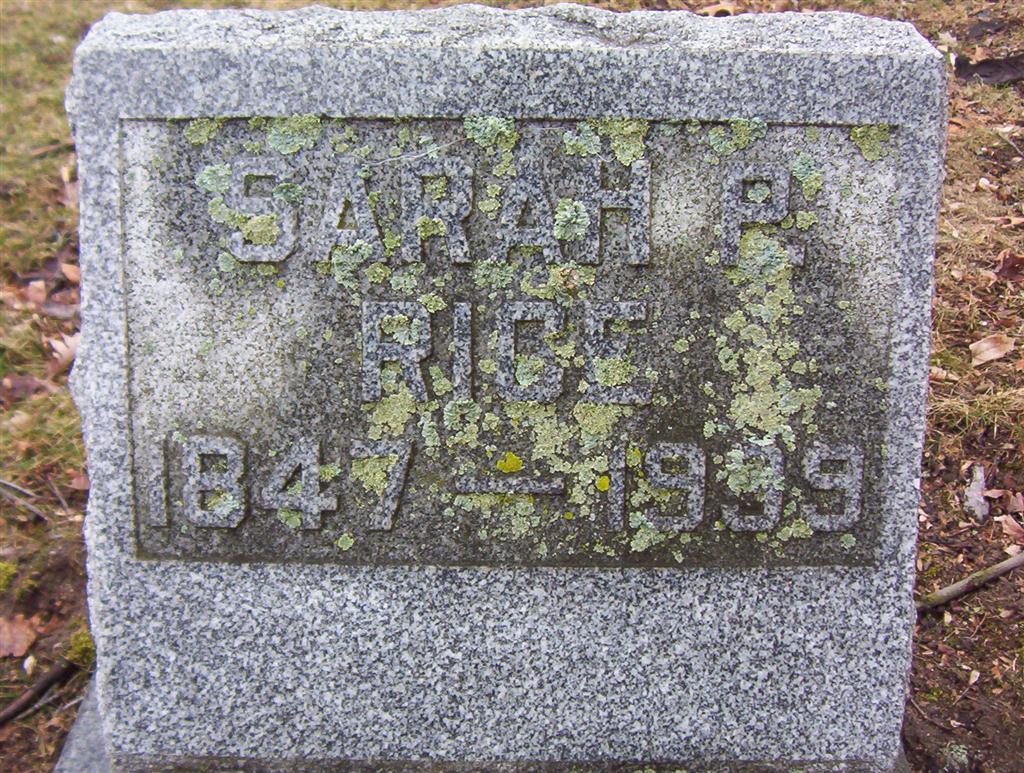 SARAH P.
RICE
1847 — 1939